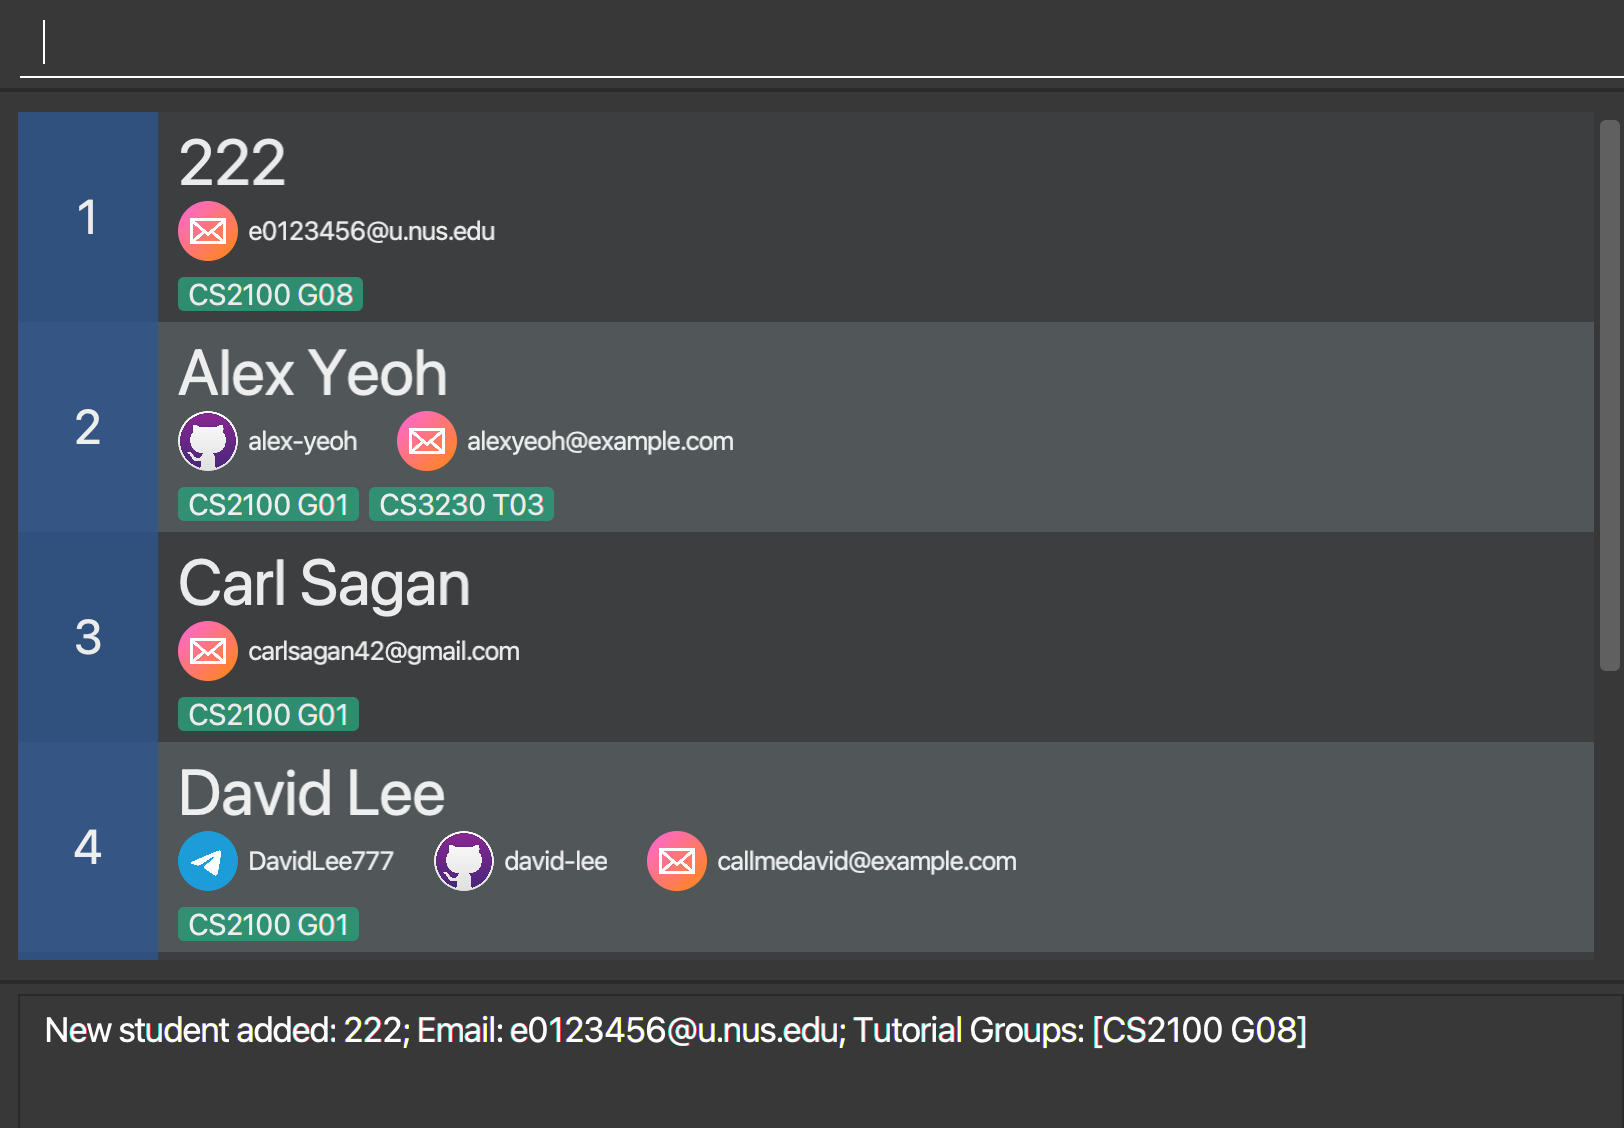 1
222
e0123456@u.nus.edu
CS2100 G08
2
Alex Yeoh
alex-yeoh alexyeoh@example.com
CS2100 G01 CS3230 T03
3
Carl Sagan
carlsagan42@gmail.com
CS2100 G01
4
David Lee
DavidLee777 david-lee callmedavid@example.com
CS2100 G01
New student added: 222; Email: e0123456@u.nus.edu; Tutorial Groups: [CS2100 G08]